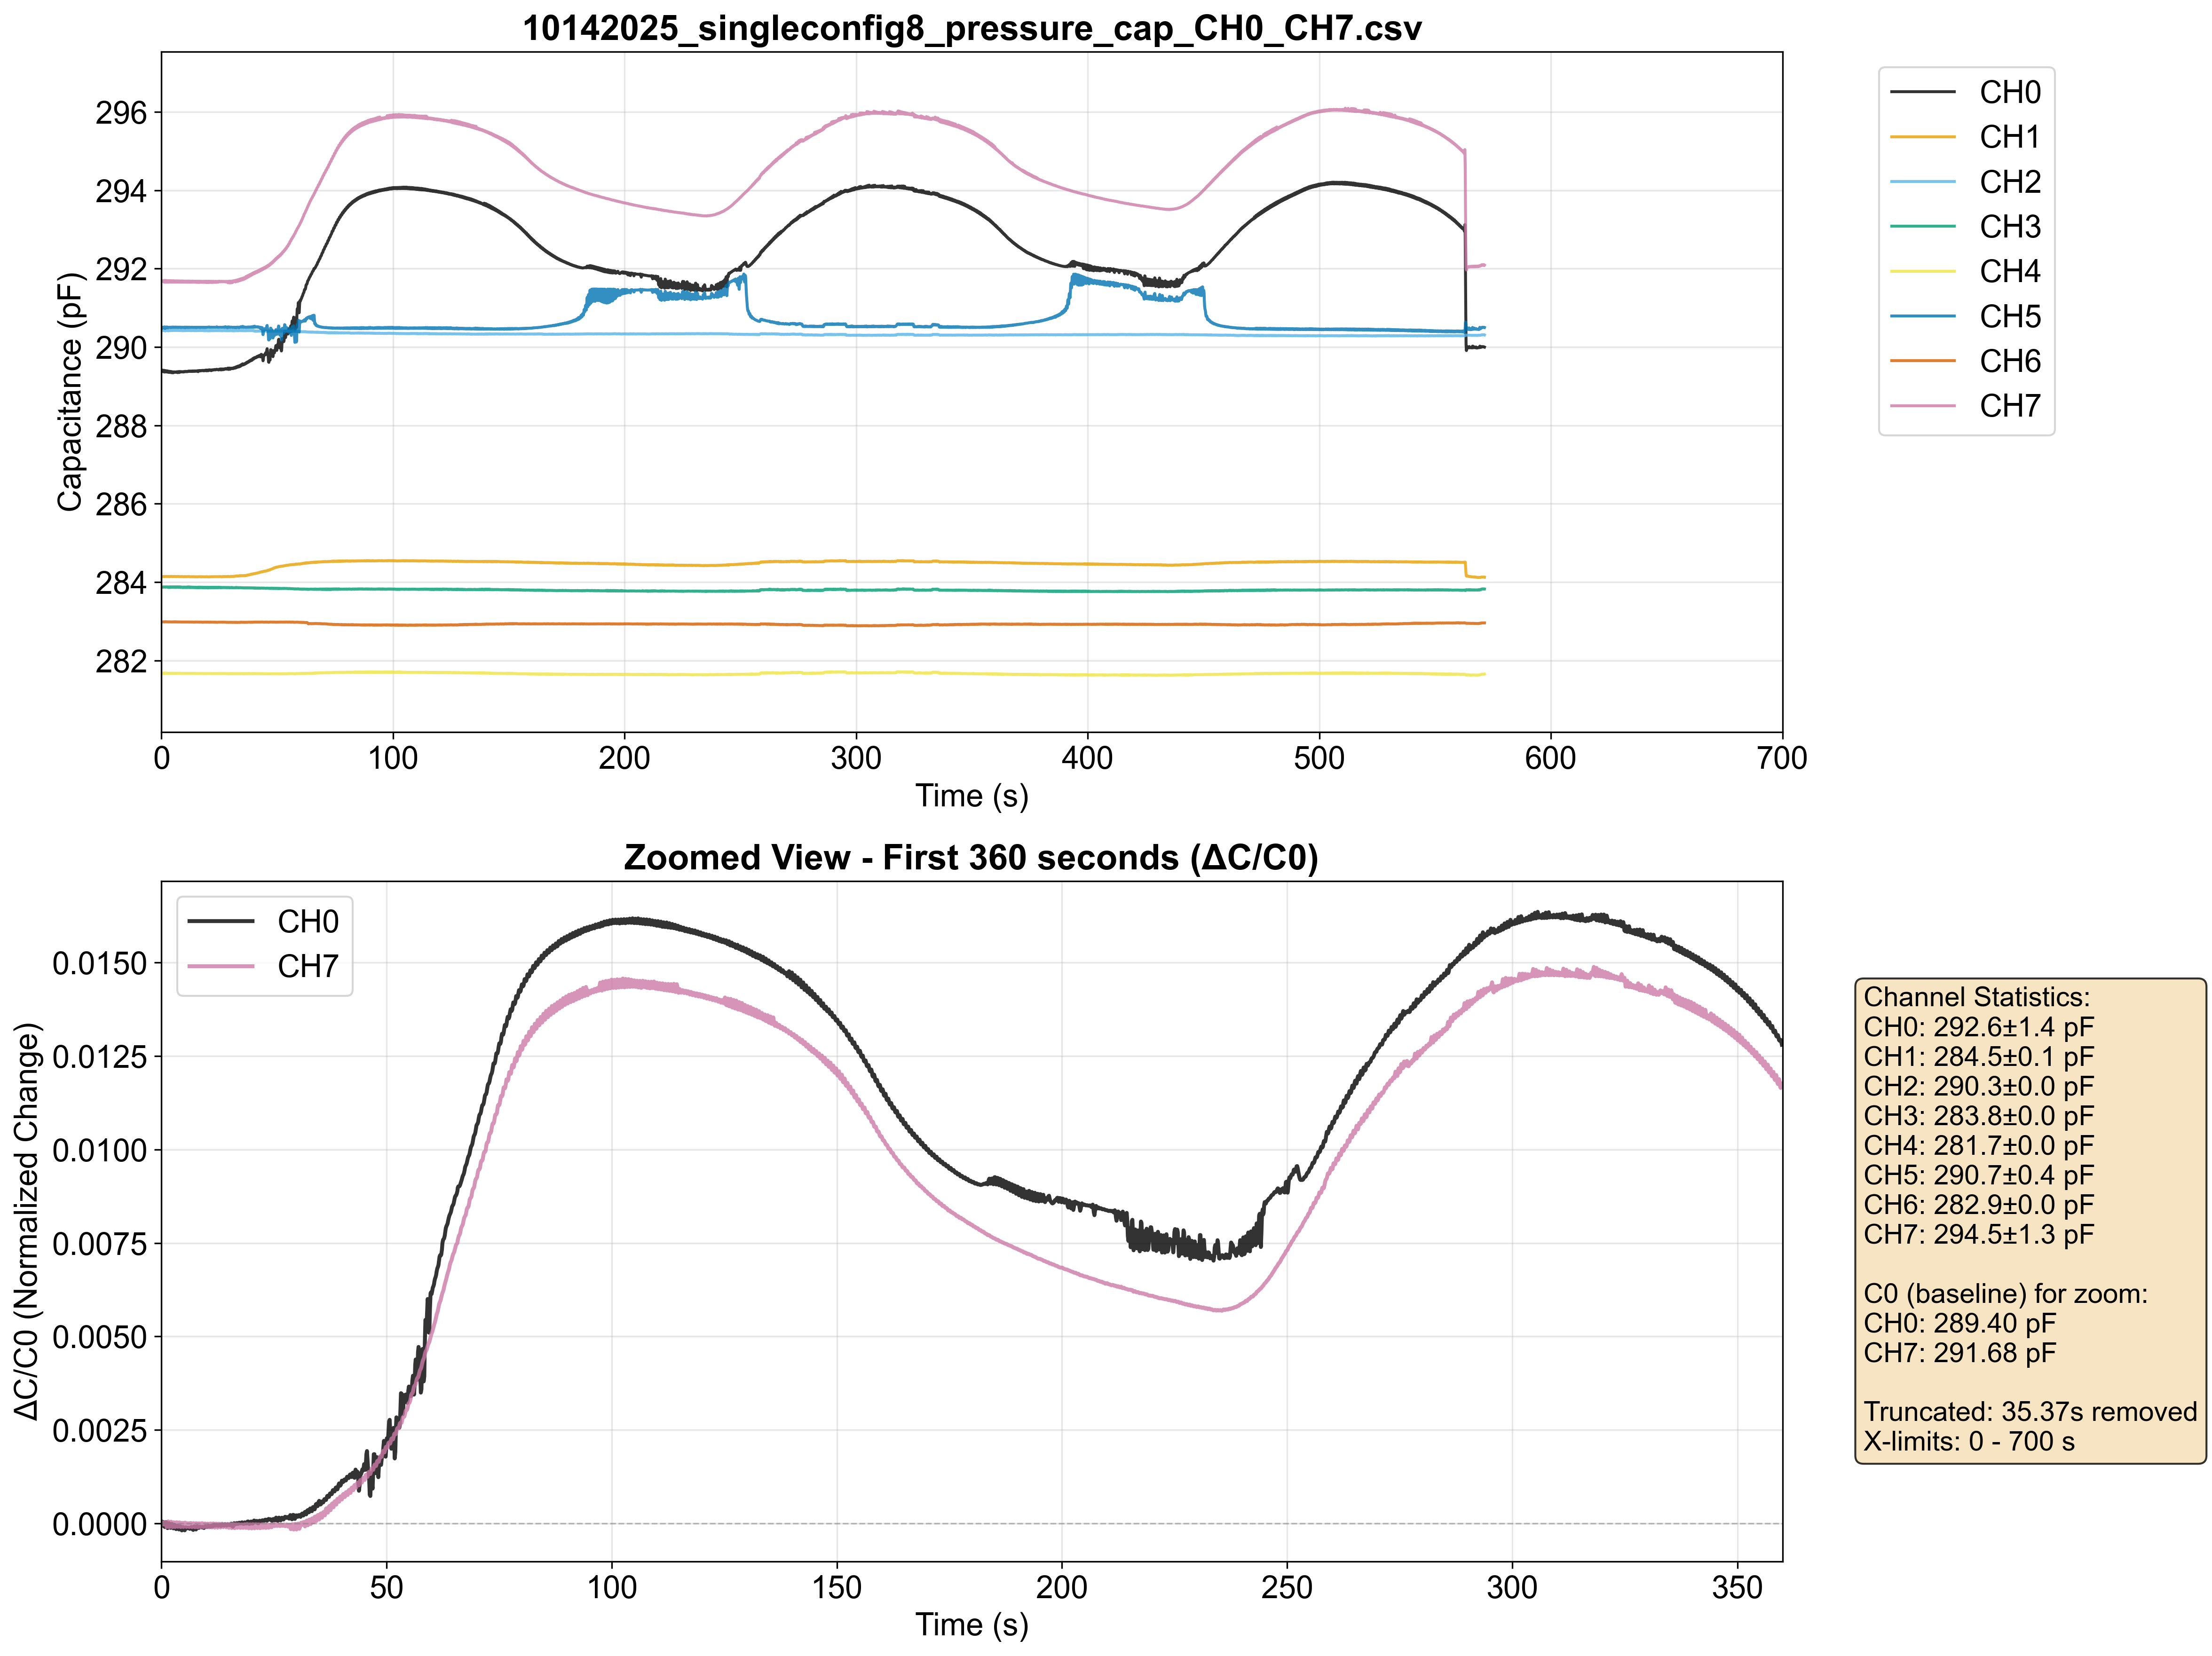 10142025_singleconfig8_pressure_cap_CH0_CH7.csv
Capacitance (pF)
296
294
292
290
288
286
284
282
0 100 200 300 400 500 600 700
Time (s)
CH0
CH1
CH2
CH3
CH4
CH5
CH6
CH7
Zoomed View - First 360 seconds (ΔC/C0)
CH0
CH7
ΔC/C0 (Normalized Change)
0.0150
0.0125
0.0100
0.0075
0.0050
0.0025
0.0000
0 50 100 150 200 250 300 350
Time (s)
Channel Statistics:
CH0: 292.6±1.4 pF
CH1: 284.5±0.1 pF
CH2: 290.3±0.0 pF
CH3: 283.8±0.0 pF
CH4: 281.7±0.0 pF
CH5: 290.7±0.4 pF
CH6: 282.9±0.0 pF
CH7: 294.5±1.3 pF
C0 (baseline) for zoom:
CH0: 289.40 pF
CH7: 291.68 pF
Truncated: 35.37s removed
X-limits: 0 - 700 s